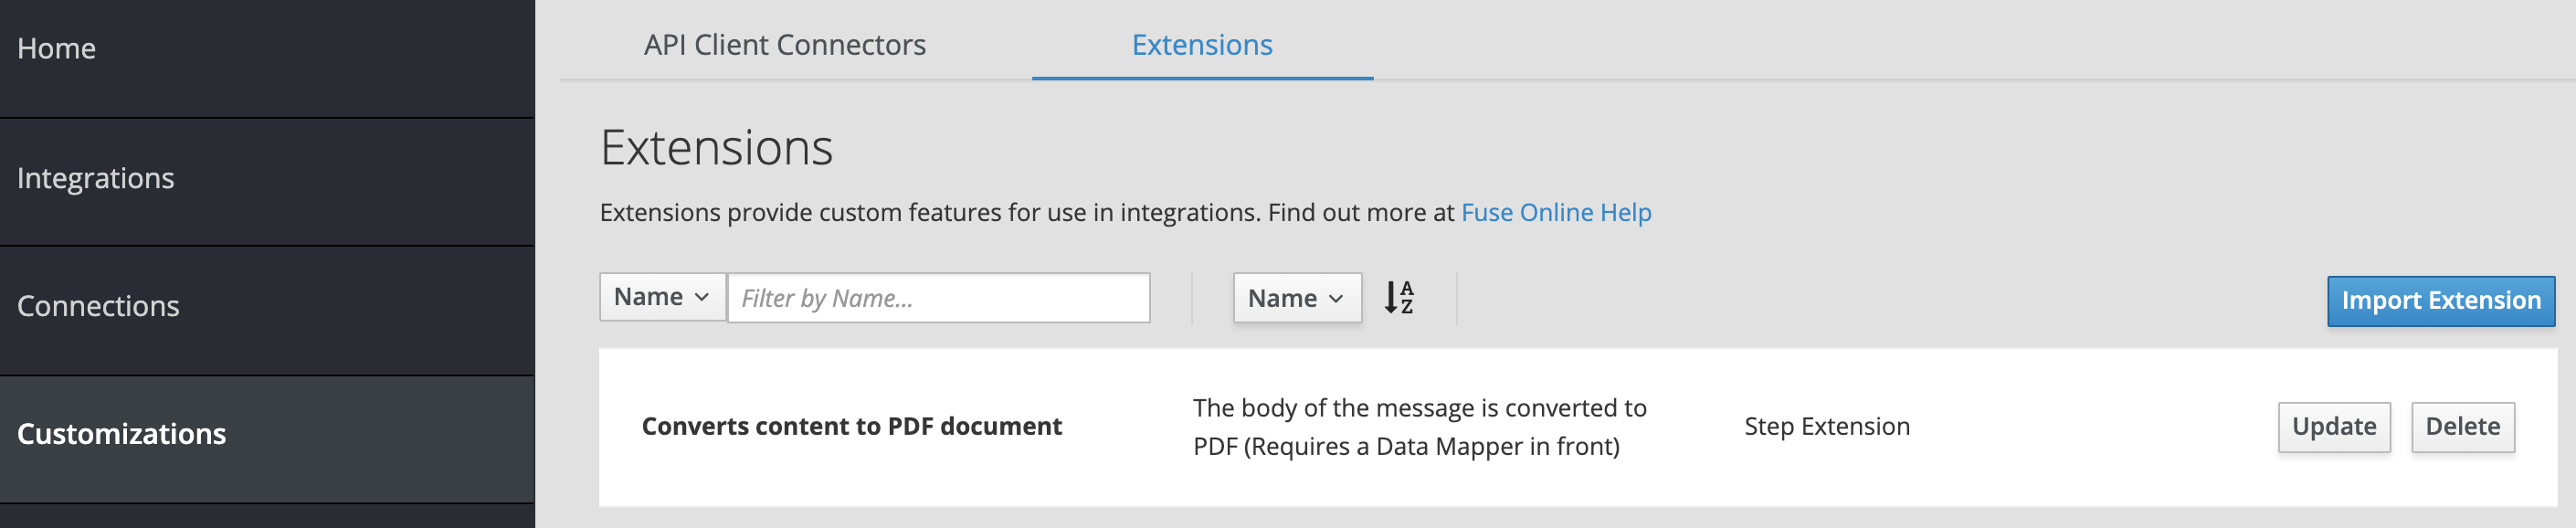 Home
Integrations
Connections
Customizations
API Client Connectors
Extensions
Extensions
Extensions provide custom features for use in integrations. Find out more at Fuse Online Help
Name
Filter by Name...
Name
A
Z
Import Extension
Converts content to PDF document
The body of the message is converted to
PDF (Requires a Data Mapper in front)
Step Extension
Update
Delete